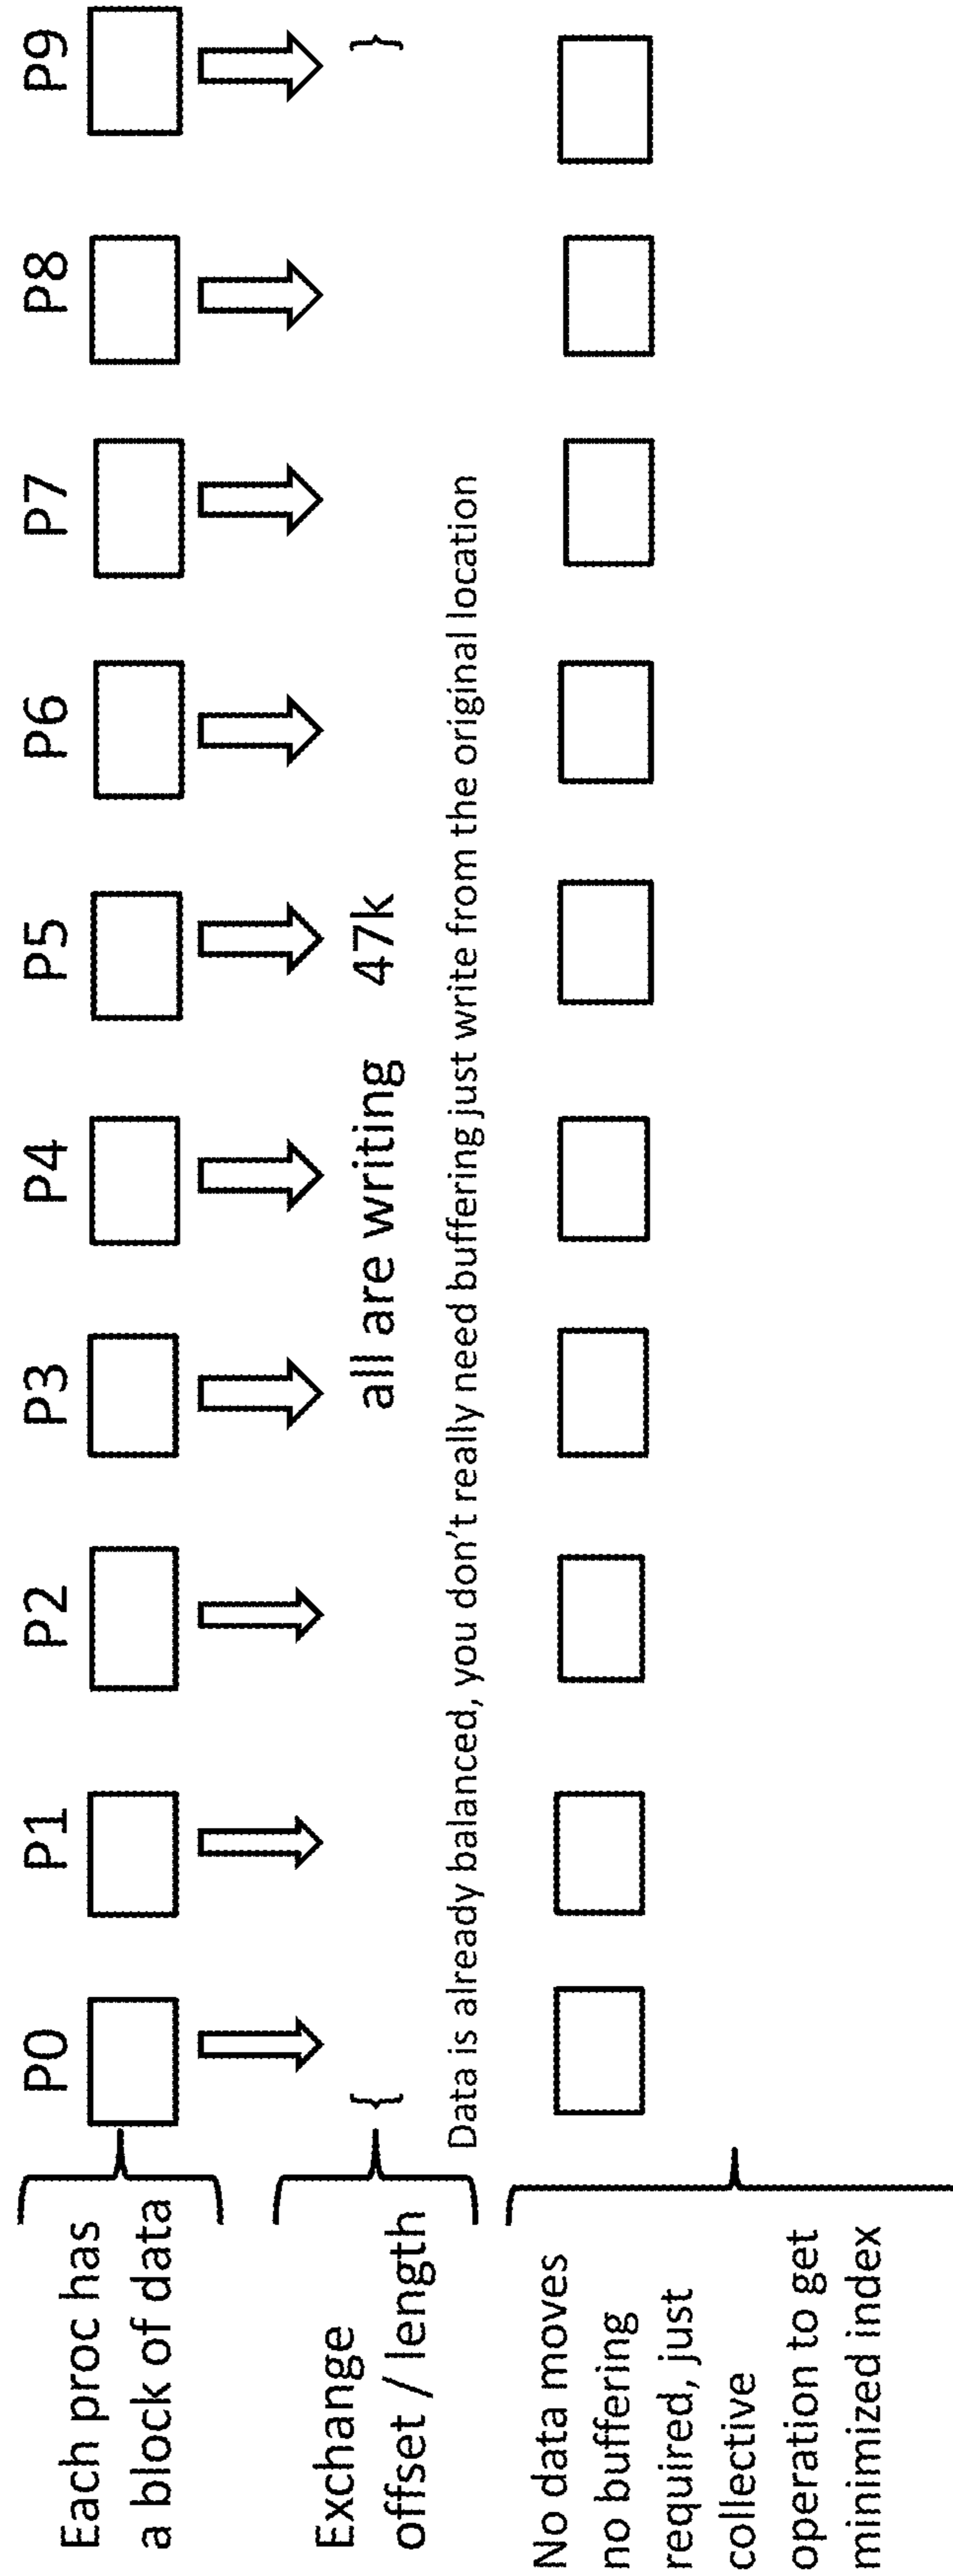 P0 P1 P2 P3 P4 P5 P6 P7 P8 P9
Each proc has
a block of data
Exchange
offset / length
{ all are writing 47k }
Data is already balanced, you don't really need buffering just write from the original location
No data moves
no buffering
required, just
collective
operation to get
minimized index